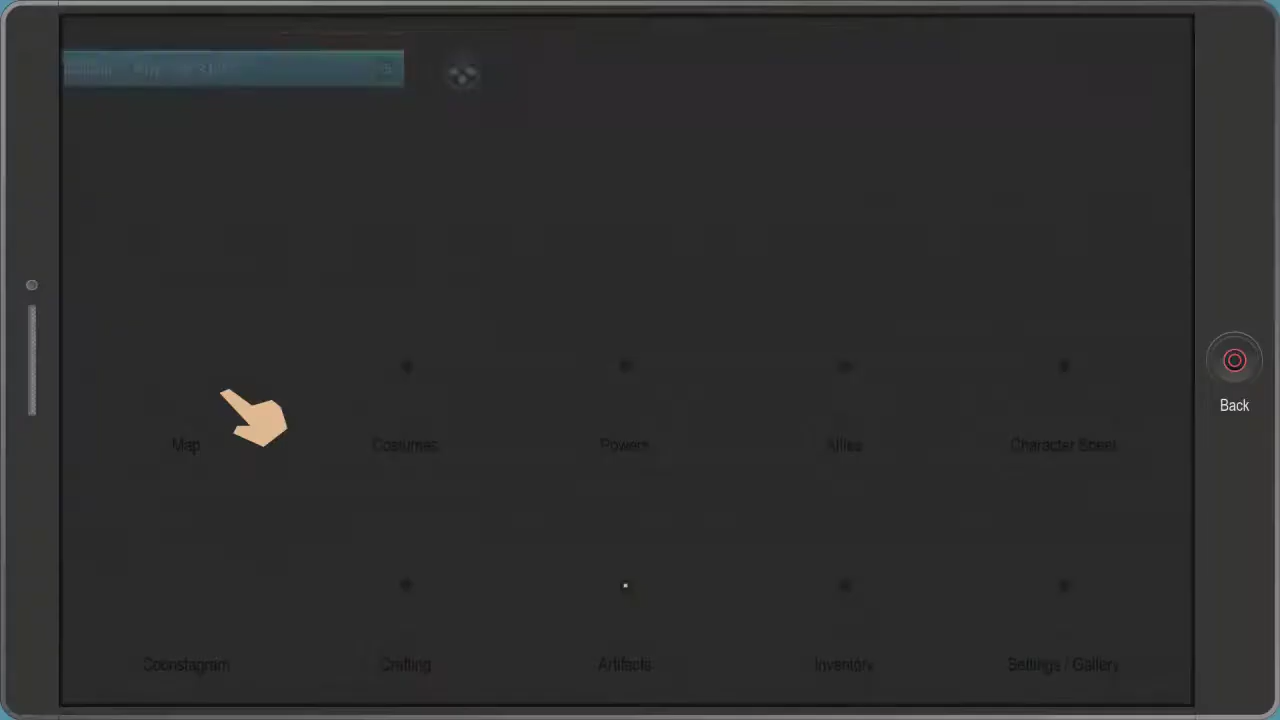 Back
Map
Costumes
Powers
Allies
Character Sheet
Coonstagram
Crafting
Artifacts
Inventory
Settings / Gallery